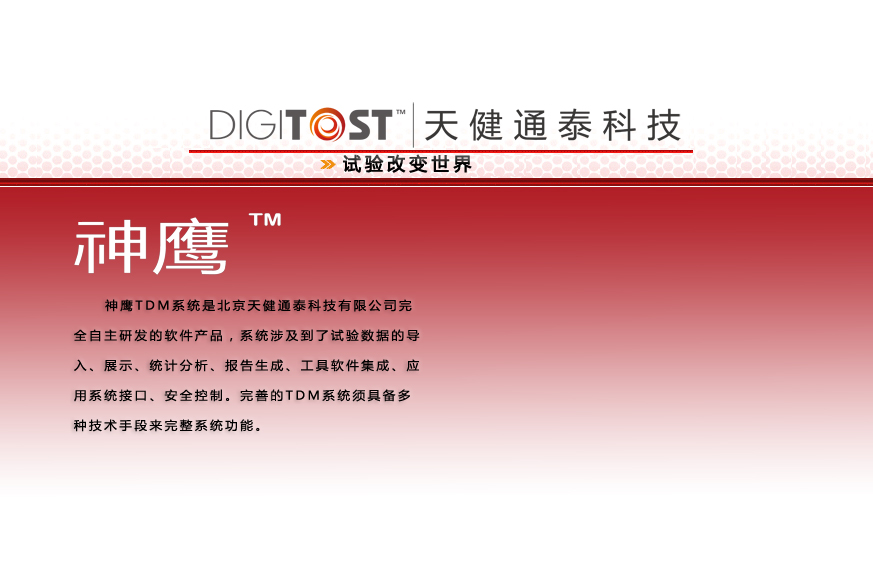 DIGITOST™ 天健通泰科技
试验改变世界
神鹰™
神鹰TDM系统是北京天健通泰科技有限公司完
全自主研发的软件产品，系统涉及到了试验数据的导
入、展示、统计分析、报告生成、工具软件集成、应
用系统接口、安全控制。完善的TDM系统须具备多
种技术手段来完整系统功能。